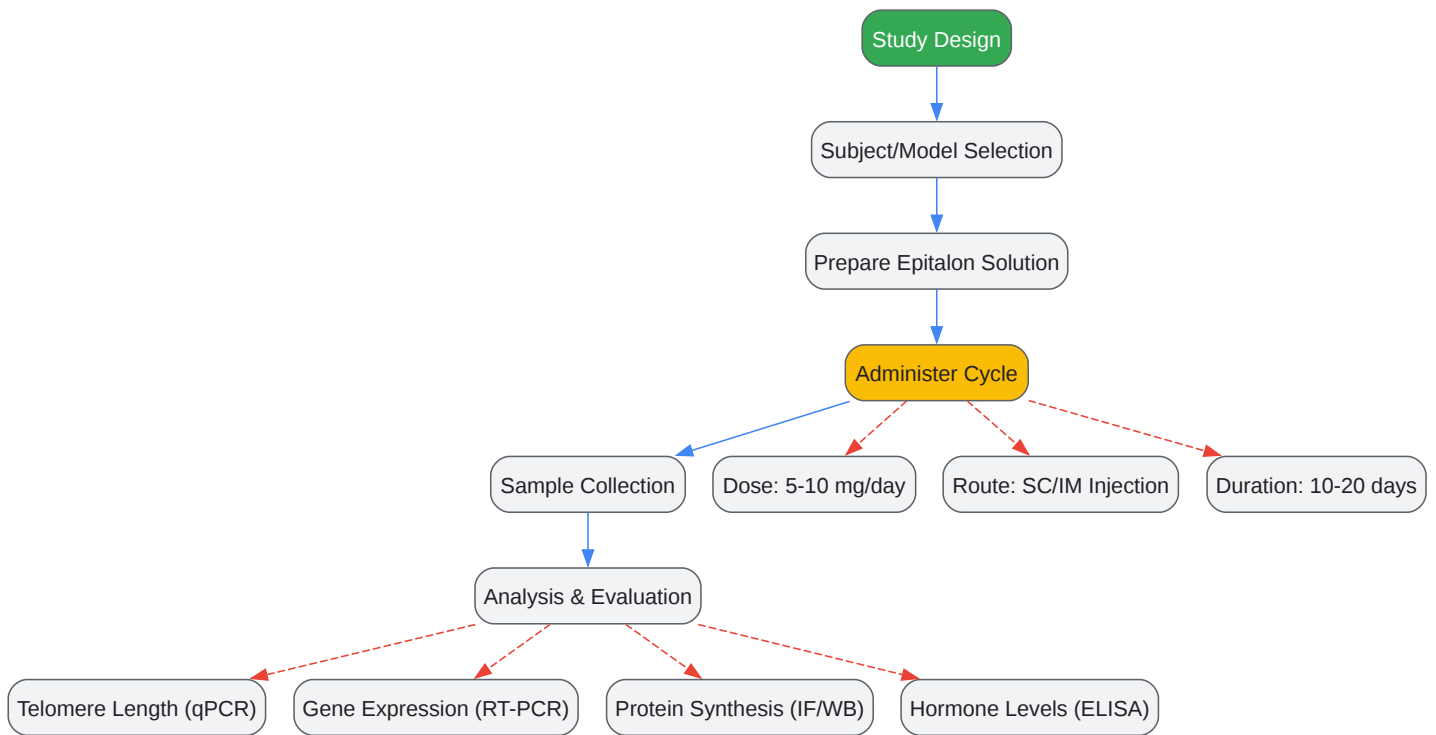 Study Design
Subject/Model Selection
Prepare Epitalon Solution
Administer Cycle
Sample Collection
Dose: 5-10 mg/day
Route: SC/IM Injection
Duration: 10-20 days
Analysis & Evaluation
Telomere Length (qPCR)
Gene Expression (RT-PCR)
Protein Synthesis (IF/WB)
Hormone Levels (ELISA)